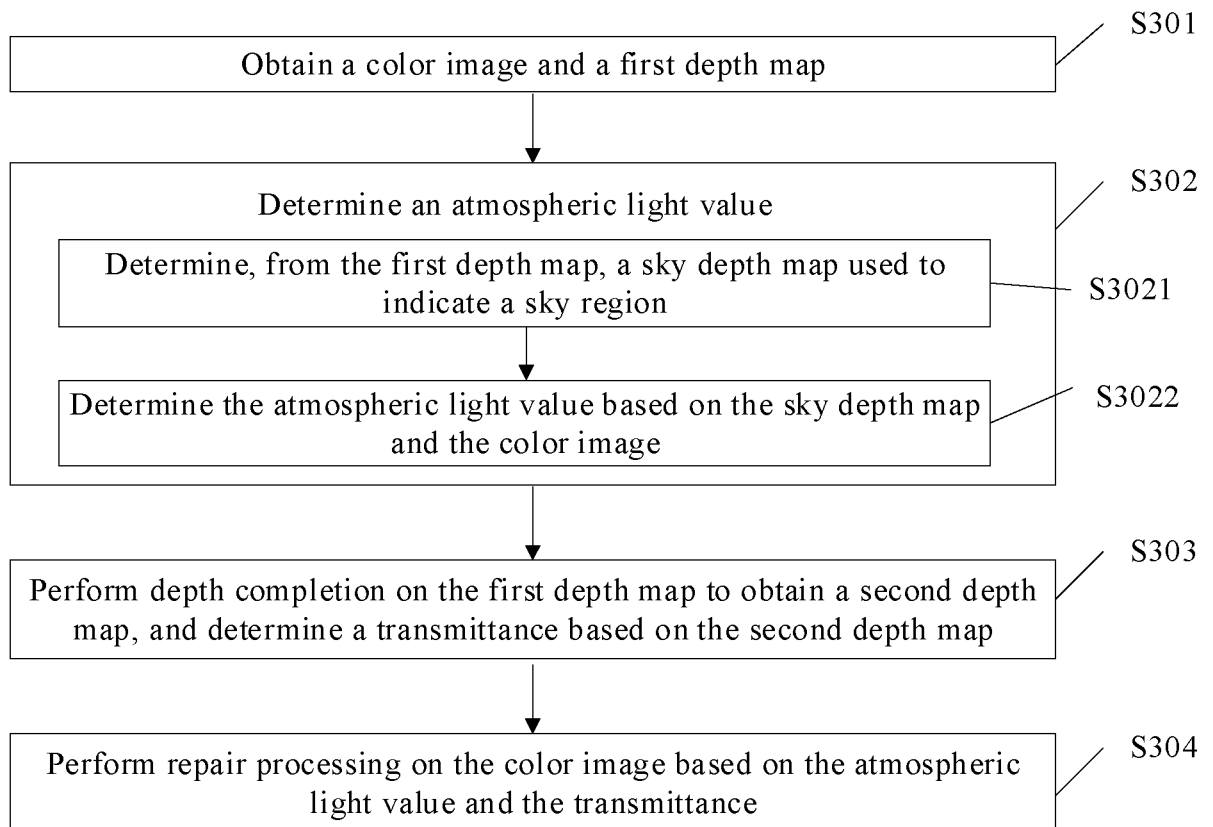 S301
Obtain a color image and a first depth map
S302
Determine an atmospheric light value
Determine, from the first depth map, a sky depth map used to
indicate a sky region
S3021
Determine the atmospheric light value based on the sky depth map
and the color image
S3022
S303
Perform depth completion on the first depth map to obtain a second depth
map, and determine a transmittance based on the second depth map
S304
Perform repair processing on the color image based on the atmospheric
light value and the transmittance